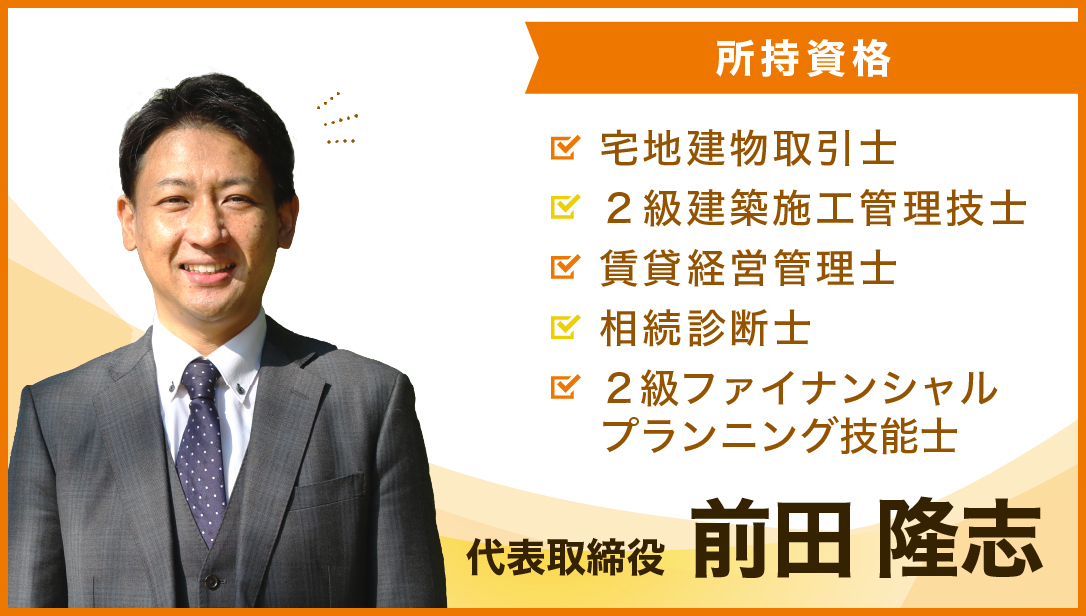 所持資格
宅地建物取引士
２級建築施工管理技士
賃貸経営管理士
相続診断士
２級ファイナンシャル
プランニング技能士
代表取締役 前田 隆志